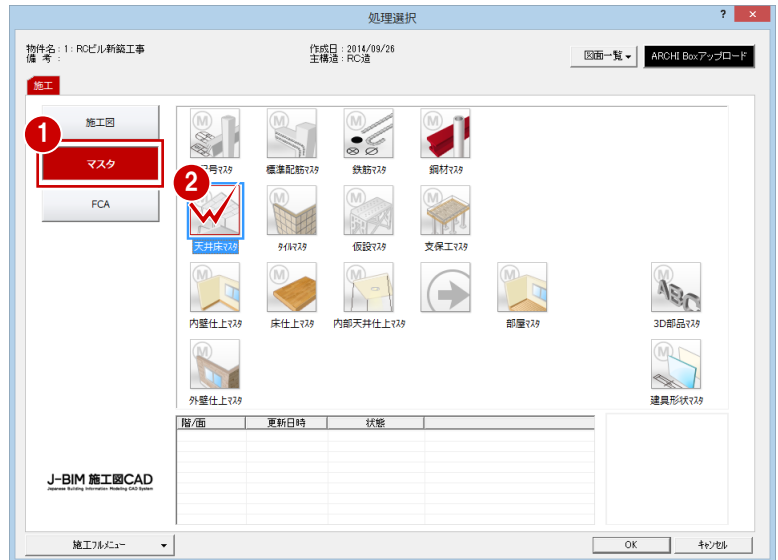 処理選択
? ×
物件名：1：RCビル新築工事
作成日：2014/09/26
備 考：
主構造：RC造
図面一覧▼
ARCHI Boxアップロード
施工
施工図
1
マスタ
FCA
号ﾏｽﾀ
標準配筋ﾏｽﾀ
鉄筋ﾏｽﾀ
鋼材ﾏｽﾀ
2
天井床ﾏｽﾀ
ﾀｲﾙﾏｽﾀ
仮設ﾏｽﾀ
支保工ﾏｽﾀ
内壁仕上ﾏｽﾀ
床仕上ﾏｽﾀ
内部天井仕上ﾏｽﾀ
部屋ﾏｽﾀ
ABC
3D部品ﾏｽﾀ
外壁仕上ﾏｽﾀ
建具形状ﾏｽﾀ
階/面
更新日時
状態
J-BIM 施工図CAD
Japanese Building Information Modeling CAD System
施工フルメニュー ▼
OK
ｷｬﾝｾﾙ